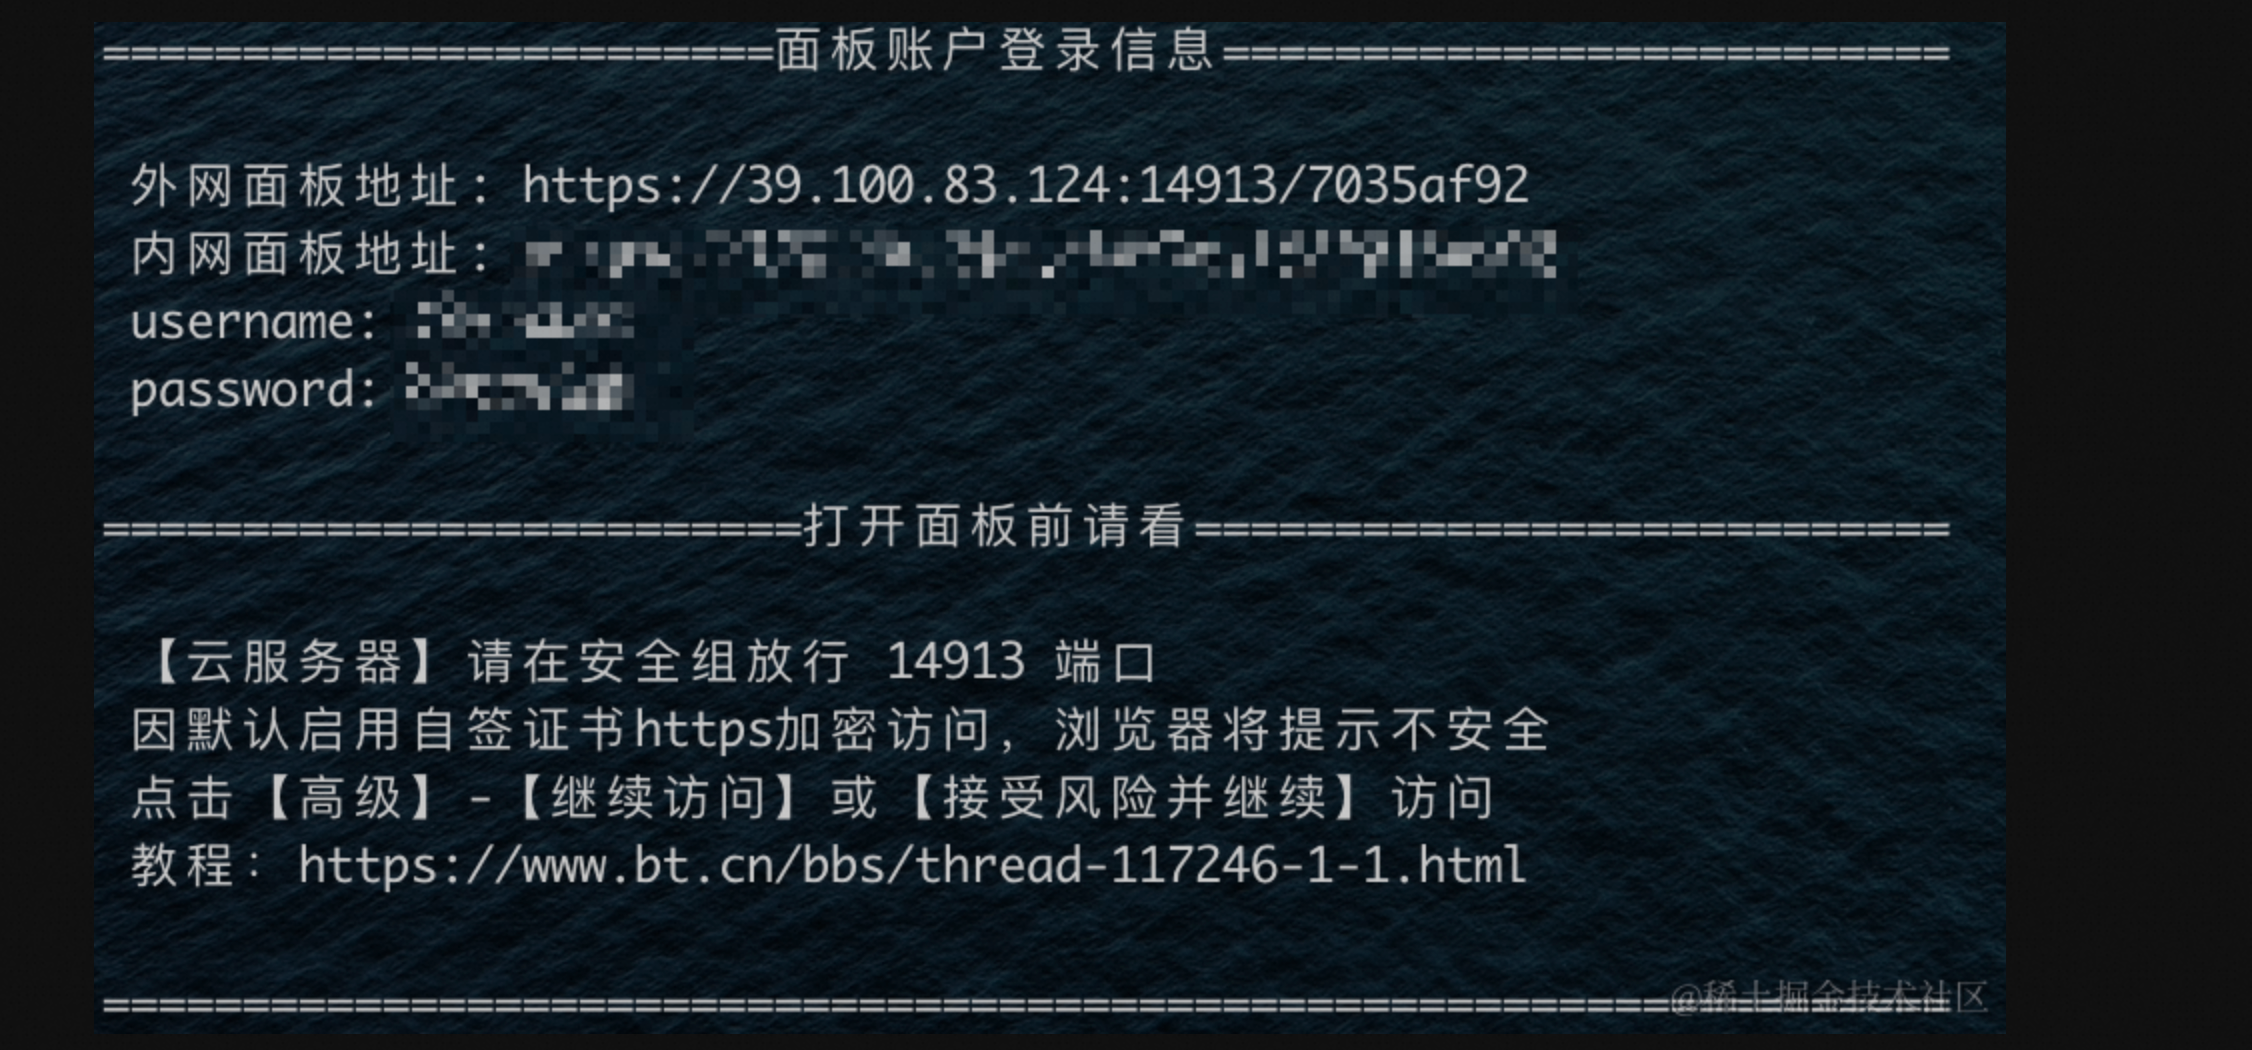 ========================面板账户登录信息==========================
外网面板地址: https://39.100.83.124:14913/7035af92
内网面板地址:
username:
password:
=========================打开面板前请看===========================
【云服务器】请在安全组放行 14913 端口
因默认启用自签证书https加密访问，浏览器将提示不安全
点击【高级】-【继续访问】或【接受风险并继续】访问
教程：https://www.bt.cn/bbs/thread-117246-1-1.html
==================================================================
@稀土掘金技术社区